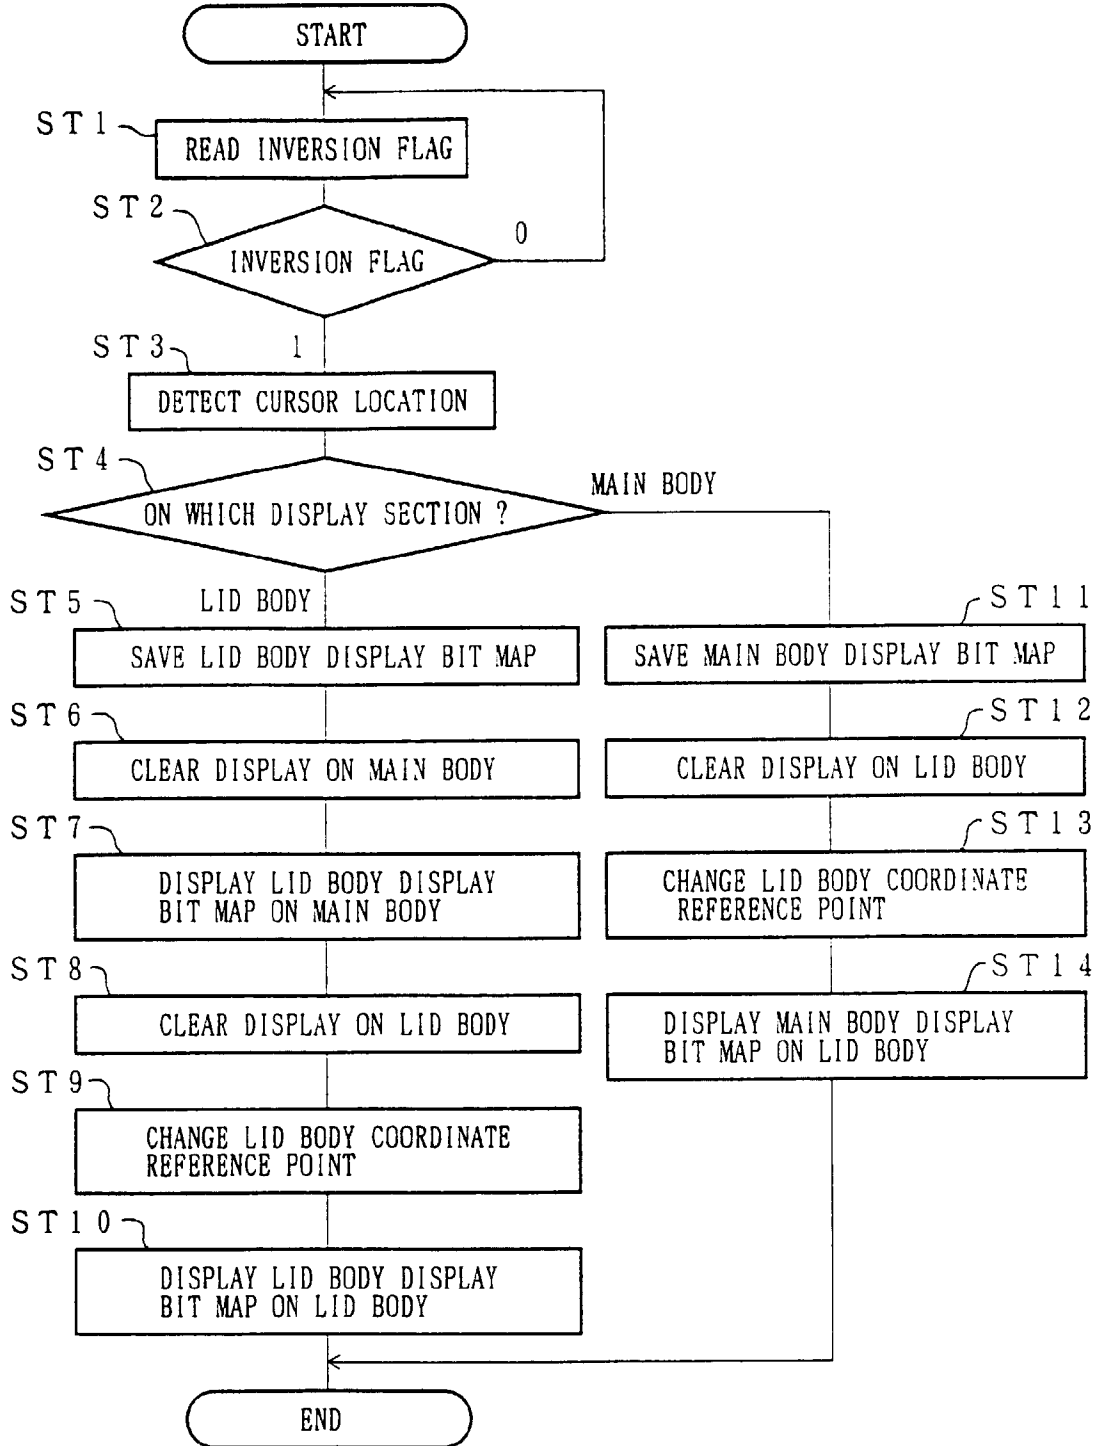 START
ST1
READ INVERSION FLAG
ST2
0
INVERSION FLAG
ST3
1
DETECT CURSOR LOCATION
ST4
MAIN BODY
ON WHICH DISPLAY SECTION ?
ST5
LID BODY
SAVE LID BODY DISPLAY BIT MAP
ST6
CLEAR DISPLAY ON MAIN BODY
ST7
DISPLAY LID BODY DISPLAY
BIT MAP ON MAIN BODY
ST8
CLEAR DISPLAY ON LID BODY
ST9
CHANGE LID BODY COORDINATE
REFERENCE POINT
ST10
DISPLAY LID BODY DISPLAY
BIT MAP ON LID BODY
ST11
SAVE MAIN BODY DISPLAY BIT MAP
ST12
CLEAR DISPLAY ON LID BODY
ST13
CHANGE LID BODY COORDINATE
REFERENCE POINT
ST14
DISPLAY MAIN BODY DISPLAY
BIT MAP ON LID BODY
END